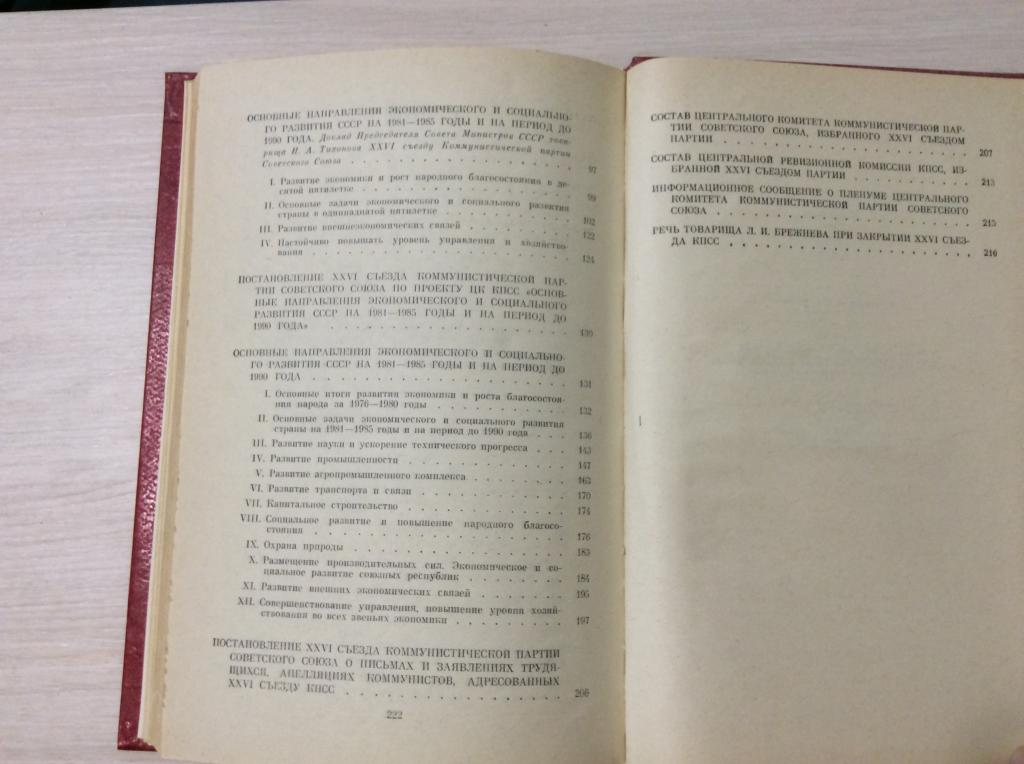 ОСНОВНЫЕ НАПРАВЛЕНИЯ ЭКОНОМИЧЕСКОГО И СОЦИАЛЬНО-
ГО РАЗВИТИЯ СССР НА 1981—1985 ГОДЫ И НА ПЕРИОД ДО
1990 ГОДА. Доклад Председателя Совета Министров СССР това-
рища Н. А. Тихонова XXVI съезду Коммунистической партии
Советского Союза . . . . . . . . . . . . . . . . 97
I. Развитие экономики и рост народного благосостояния в де-
сятой пятилетке . . . . . . . . . . . . . . . 99
II. Основные задачи экономического и социального развития
страны в одиннадцатой пятилетке . . . . . . . . . . 102
III. Развитие внешнеэкономических связей . . . . . . . . 122
IV. Настойчиво повышать уровень управления и хозяйство-
вания . . . . . . . . . . . . . . . . . . 124
ПОСТАНОВЛЕНИЕ XXVI СЪЕЗДА КОММУНИСТИЧЕСКОЙ ПАР-
ТИИ СОВЕТСКОГО СОЮЗА ПО ПРОЕКТУ ЦК КПСС «ОСНОВ-
НЫЕ НАПРАВЛЕНИЯ ЭКОНОМИЧЕСКОГО И СОЦИАЛЬНОГО
РАЗВИТИЯ СССР НА 1981—1985 ГОДЫ И НА ПЕРИОД ДО
1990 ГОДА» . . . . . . . . . . . . . . . . 130
ОСНОВНЫЕ НАПРАВЛЕНИЯ ЭКОНОМИЧЕСКОГО И СОЦИАЛЬНО-
ГО РАЗВИТИЯ СССР НА 1981—1985 ГОДЫ И НА ПЕРИОД ДО
1990 ГОДА . . . . . . . . . . . . . . . . . 131
I. Основные итоги развития экономики и роста благосостоя-
ния народа за 1976—1980 годы . . . . . . . . . . 132
II. Основные задачи экономического и социального развития
страны на 1981—1985 годы и на период до 1990 года . . . 136
III. Развитие науки и ускорение технического прогресса . . . 143
IV. Развитие промышленности . . . . . . . . . . . 147
V. Развитие агропромышленного комплекса . . . . . . . 163
VI. Развитие транспорта и связи . . . . . . . . . . 170
VII. Капитальное строительство . . . . . . . . . . . 174
VIII. Социальное развитие и повышение народного благосо-
стояния . . . . . . . . . . . . . . . . . 176
IX. Охрана природы . . . . . . . . . . . . . . 183
X. Размещение производительных сил. Экономическое и со-
циальное развитие союзных республик . . . . . . . . 184
XI. Развитие внешних экономических связей . . . . . . . 195
XII. Совершенствование управления, повышение уровня хозяй-
ствования во всех звеньях экономики . . . . . . . . 197
ПОСТАНОВЛЕНИЕ XXVI СЪЕЗДА КОММУНИСТИЧЕСКОЙ ПАРТИИ
СОВЕТСКОГО СОЮЗА О ПИСЬМАХ И ЗАЯВЛЕНИЯХ ТРУДЯ-
ЩИХСЯ, АПЕЛЛЯЦИЯХ КОММУНИСТОВ, АДРЕСОВАННЫХ
XXVI СЪЕЗДУ КПСС . . . . . . . . . . . . . . 206
222
СОСТАВ ЦЕНТРАЛЬНОГО КОМИТЕТА КОММУНИСТИЧЕСКОЙ ПАР-
ТИИ СОВЕТСКОГО СОЮЗА, ИЗБРАННОГО XXVI СЪЕЗДОМ
ПАРТИИ . . . . . . . . . . . . . . . . . . 207
СОСТАВ ЦЕНТРАЛЬНОЙ РЕВИЗИОННОЙ КОМИССИИ КПСС, ИЗ-
БРАННОЙ XXVI СЪЕЗДОМ ПАРТИИ . . . . . . . . . 213
ИНФОРМАЦИОННОЕ СООБЩЕНИЕ О ПЛЕНУМЕ ЦЕНТРАЛЬНОГО
КОМИТЕТА КОММУНИСТИЧЕСКОЙ ПАРТИИ СОВЕТСКОГО
СОЮЗА . . . . . . . . . . . . . . . . . . 215
РЕЧЬ ТОВАРИЩА Л. И. БРЕЖНЕВА ПРИ ЗАКРЫТИИ XXVI СЪЕЗ-
ДА КПСС . . . . . . . . . . . . . . . . . 216